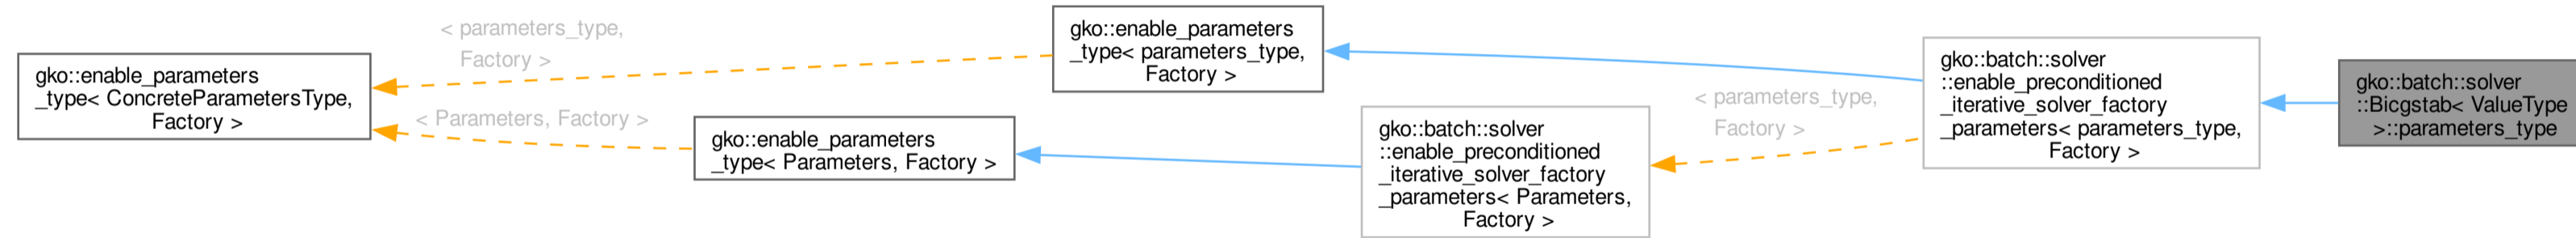 gko::enable_parameters
_type< ConcreteParametersType,
Factory >
< parameters_type,
Factory >
< Parameters, Factory >
gko::enable_parameters
_type< Parameters, Factory >
gko::enable_parameters
_type< parameters_type,
Factory >
gko::batch::solver
::enable_preconditioned
_iterative_solver_factory
_parameters< Parameters,
Factory >
< parameters_type,
Factory >
gko::batch::solver
::enable_preconditioned
_iterative_solver_factory
_parameters< parameters_type,
Factory >
gko::batch::solver
::Bicgstab< ValueType
>::parameters_type